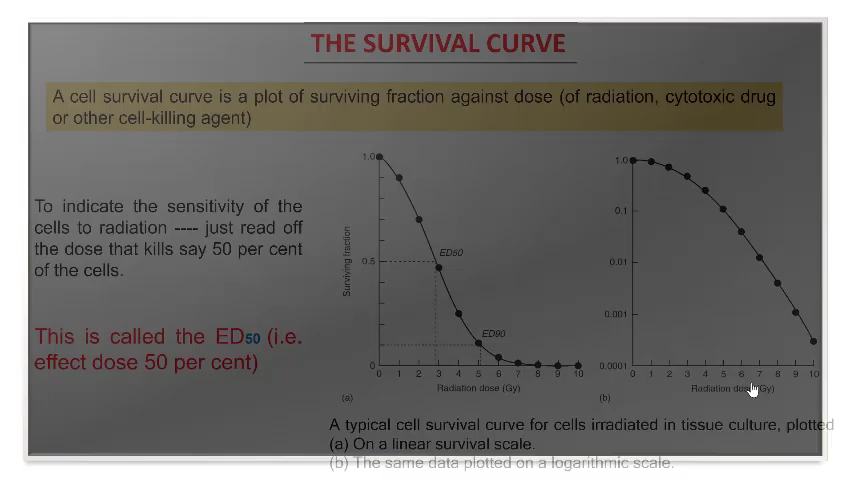 THE SURVIVAL CURVE
A cell survival curve is a plot of surviving fraction against dose (of radiation, cytotoxic drug
or other cell-killing agent)
To indicate the sensitivity of the
cells to radiation ---- just read off
the dose that kills say 50 per cent
of the cells.
This is called the ED50 (i.e.
effect dose 50 per cent)
1.0
0.5
0
Surviving fraction
ED50
ED90
0 1 2 3 4 5 6 7 8 9 10
Radiation dose (Gy)
(a)
1.0
0.1
0.01
0.001
0.0001
0 1 2 3 4 5 6 7 8 9 10
Radiation dose (Gy)
(b)
A typical cell survival curve for cells irradiated in tissue culture, plotted
(a) On a linear survival scale.
(b) The same data plotted on a logarithmic scale.